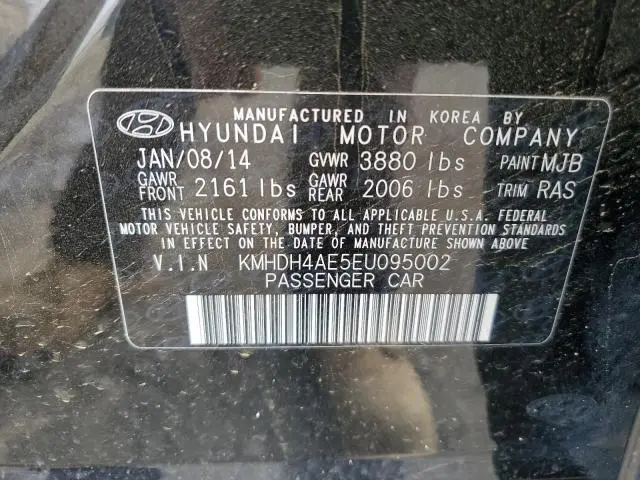 MANUFACTURED IN KOREA BY
HYUNDAI MOTOR COMPANY
JAN/08/14 GVWR 3880 lbs PAINT MJB
GAWR FRONT 2161 lbs GAWR REAR 2006 lbs TRIM RAS
THIS VEHICLE CONFORMS TO ALL APPLICABLE U.S.A. FEDERAL
MOTOR VEHICLE SAFETY, BUMPER, AND THEFT PREVENTION STANDARDS
IN EFFECT ON THE DATE OF MANUFACTURE SHOWN ABOVE
V.I.N KMHDH4AE5EU095002
PASSENGER CAR